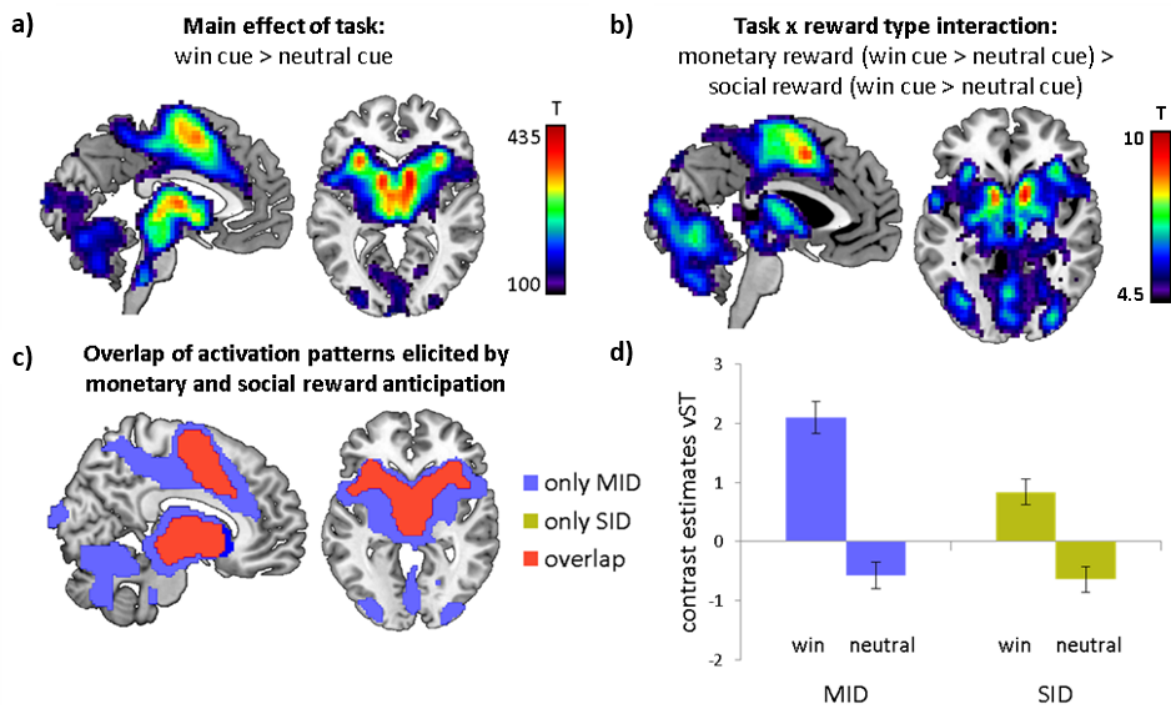 a)
Main effect of task:
win cue > neutral cue
T
435
100
b)
Task x reward type interaction:
monetary reward (win cue > neutral cue) >
social reward (win cue > neutral cue)
T
10
4.5
c)
Overlap of activation patterns elicited by
monetary and social reward anticipation
only MID
only SID
overlap
d)
contrast estimates vST
3
2
1
0
-1
-2
win neutral win neutral
MID SID